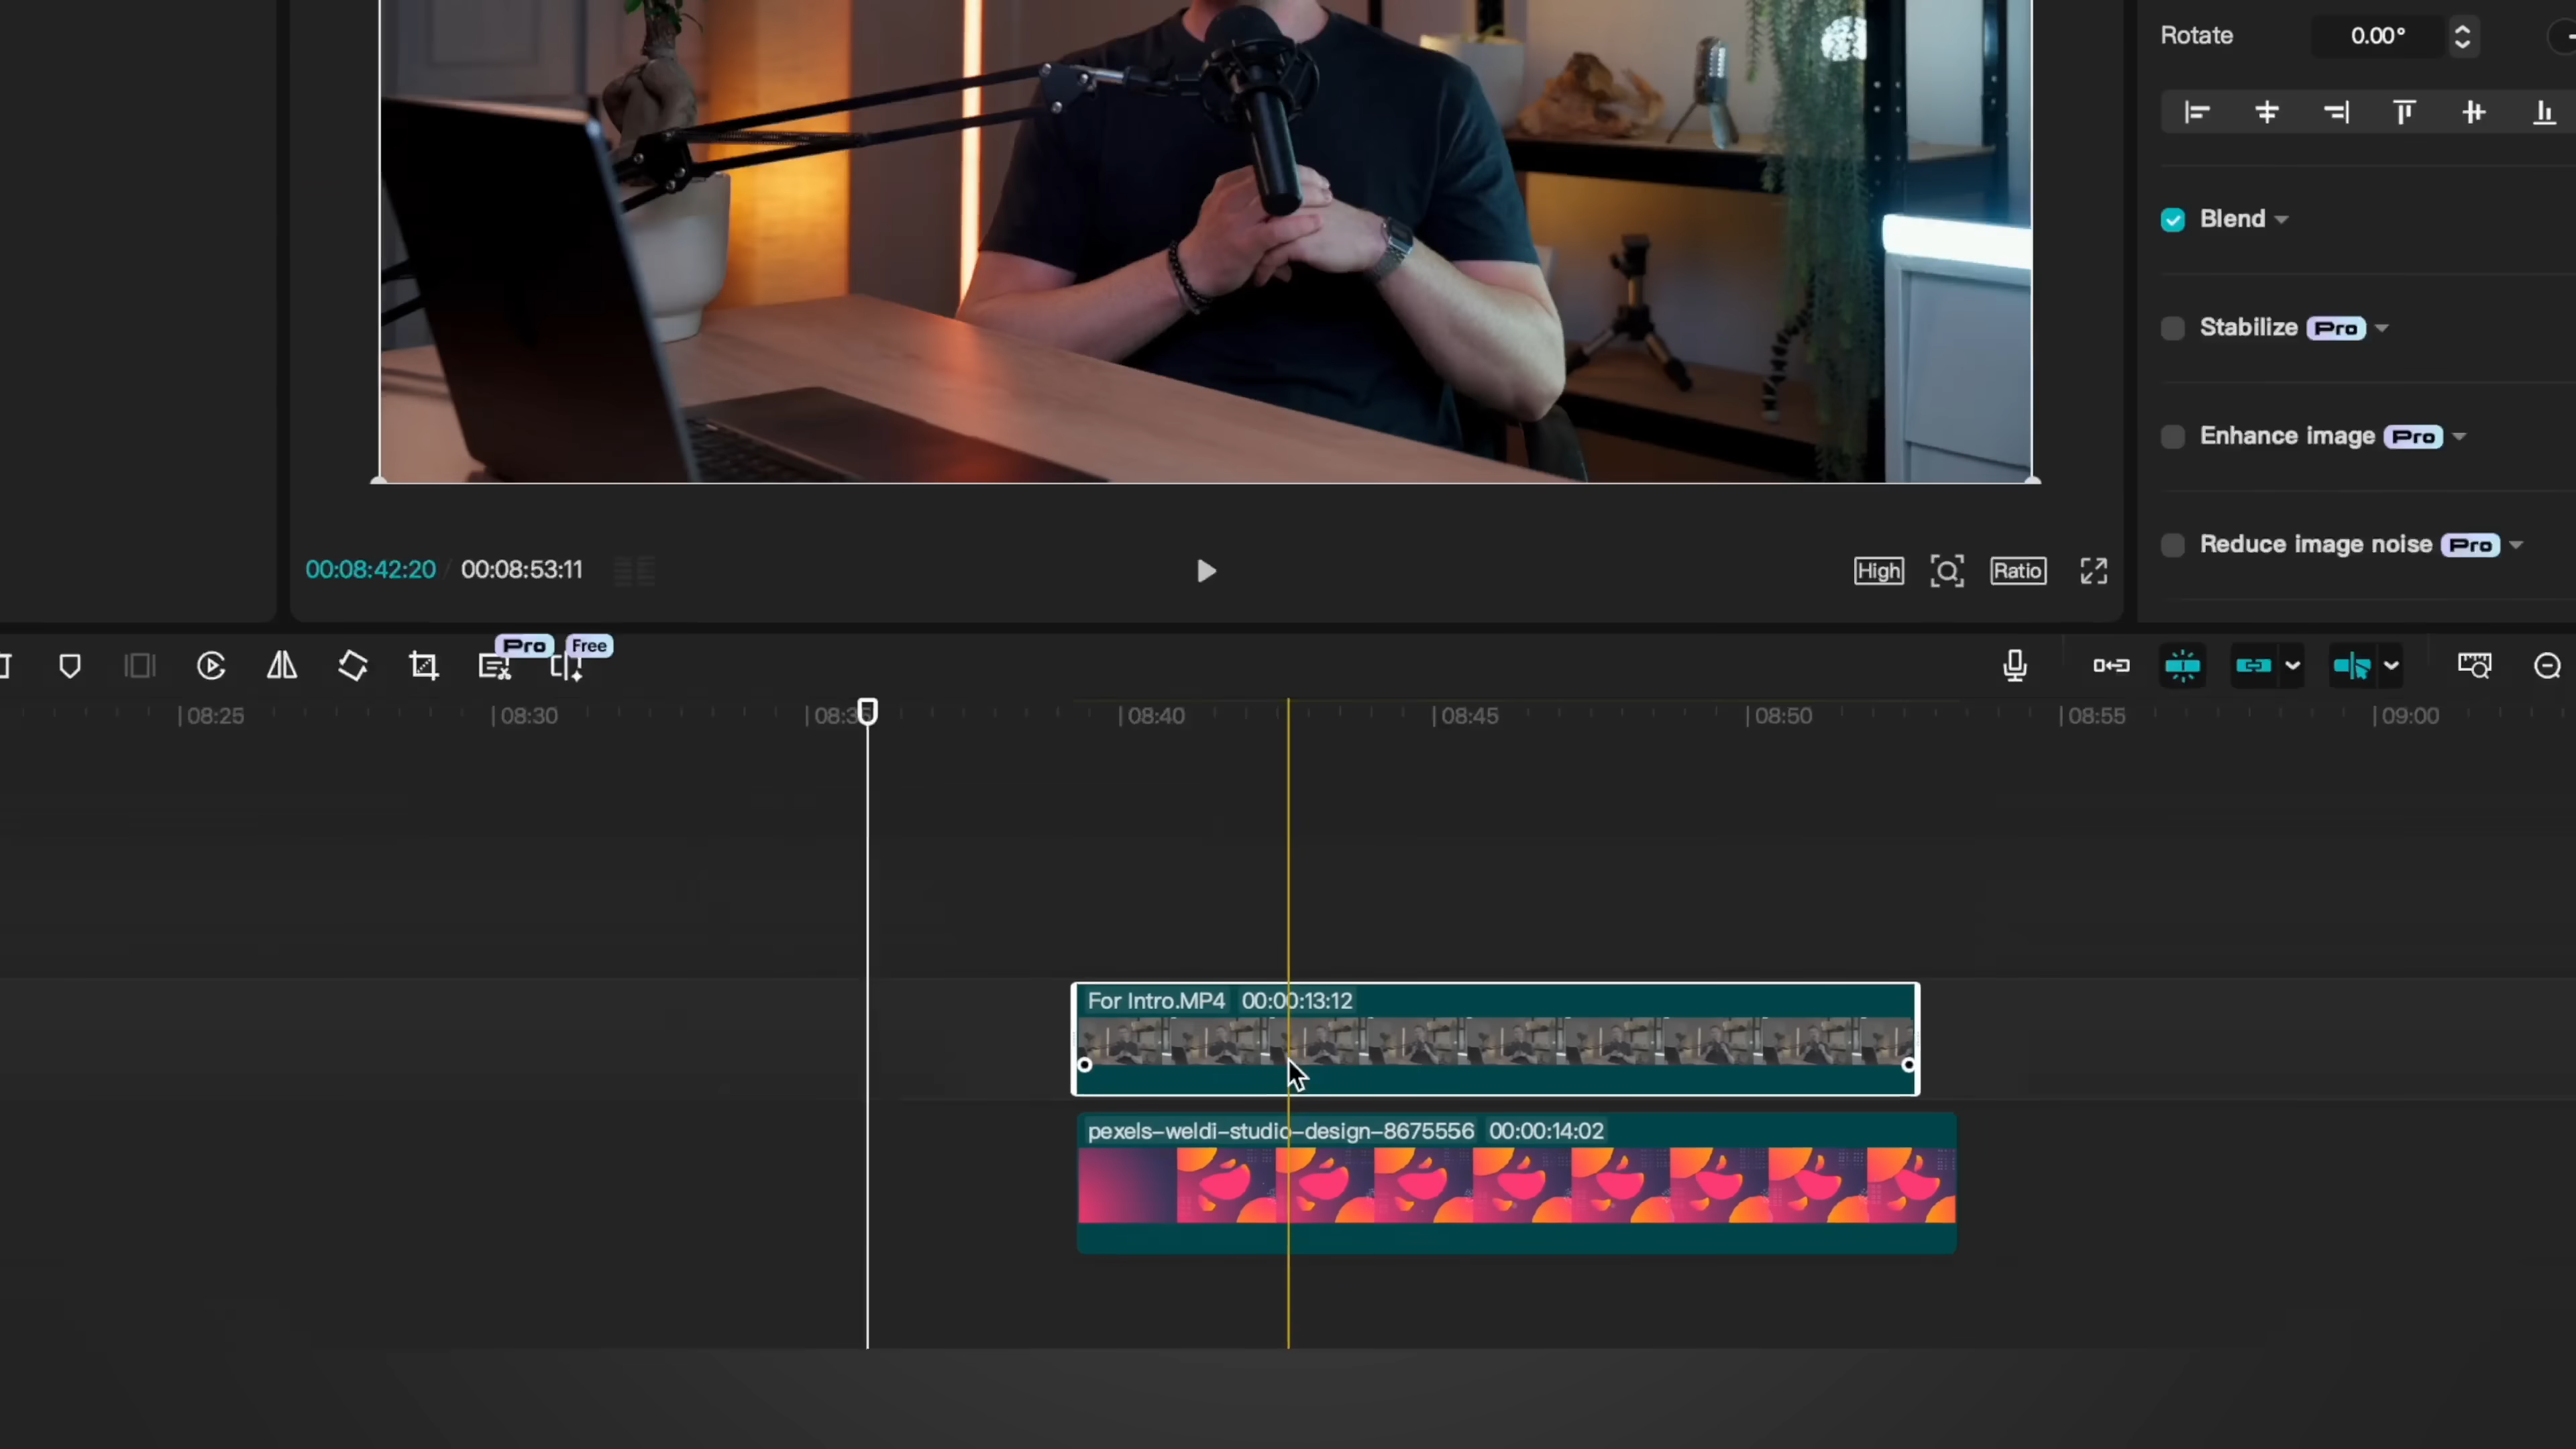 Rotate 0.00°
Blend
Stabilize Pro
Enhance image Pro
Reduce image noise Pro
00:08:42:20 / 00:08:53:11
High Ratio
Pro Free
08:25 08:30 08:35 08:40 08:45 08:50 08:55 09:00
For Intro.MP4 00:00:13:12
pexels-weldi-studio-design-8675556 00:00:14:02